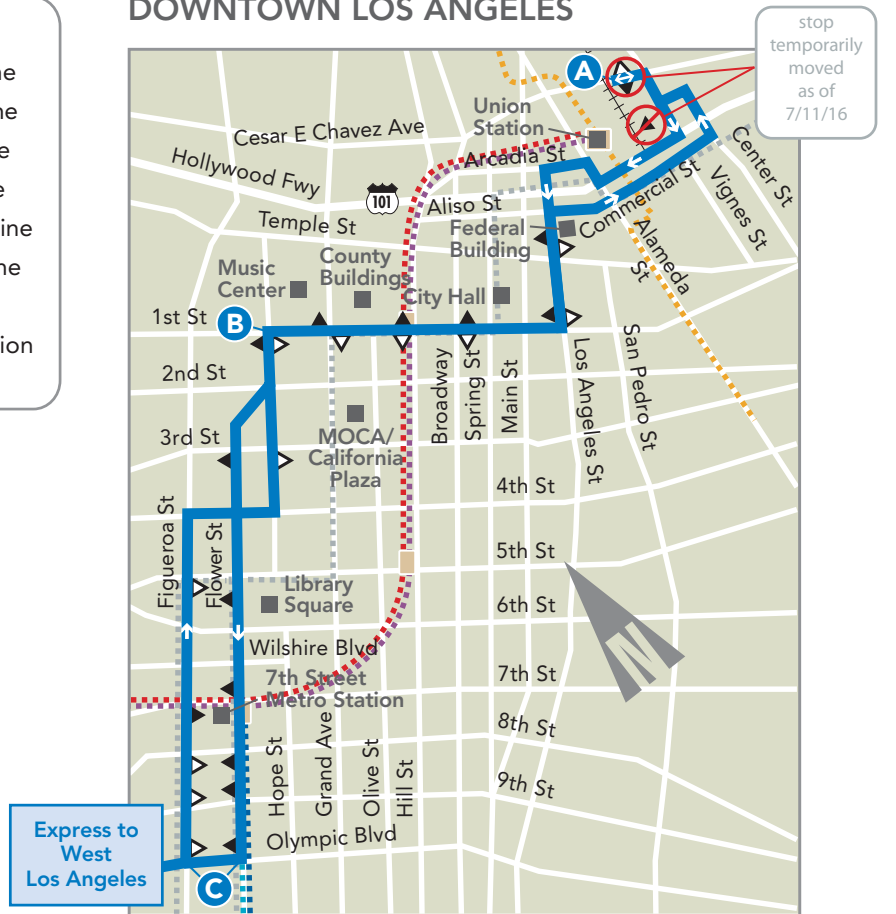 DOWNTOWN LOS ANGELES
stop
temporarily
moved
as of
7/11/16
ne
ne
e
e
ine
ne
ion
A
Union
Station
Cesar E Chavez Ave
Arcadia St
Hollywood Fwy
101
Aliso St
Commercial St
Center St
Vignes St
Temple St
Federal
Building
Alameda
St
Music
Center
County
Buildings
City Hall
1st St
B
2nd St
Broadway
Spring St
Main St
Los Angeles St
San Pedro St
3rd St
MOCA/
California
Plaza
4th St
Figueroa St
Flower St
5th St
Library
Square
6th St
Wilshire Blvd
7th Street
Metro Station
7th St
8th St
Hope St
Grand Ave
Olive St
Hill St
9th St
N
Express to
West
Los Angeles
Olympic Blvd
C